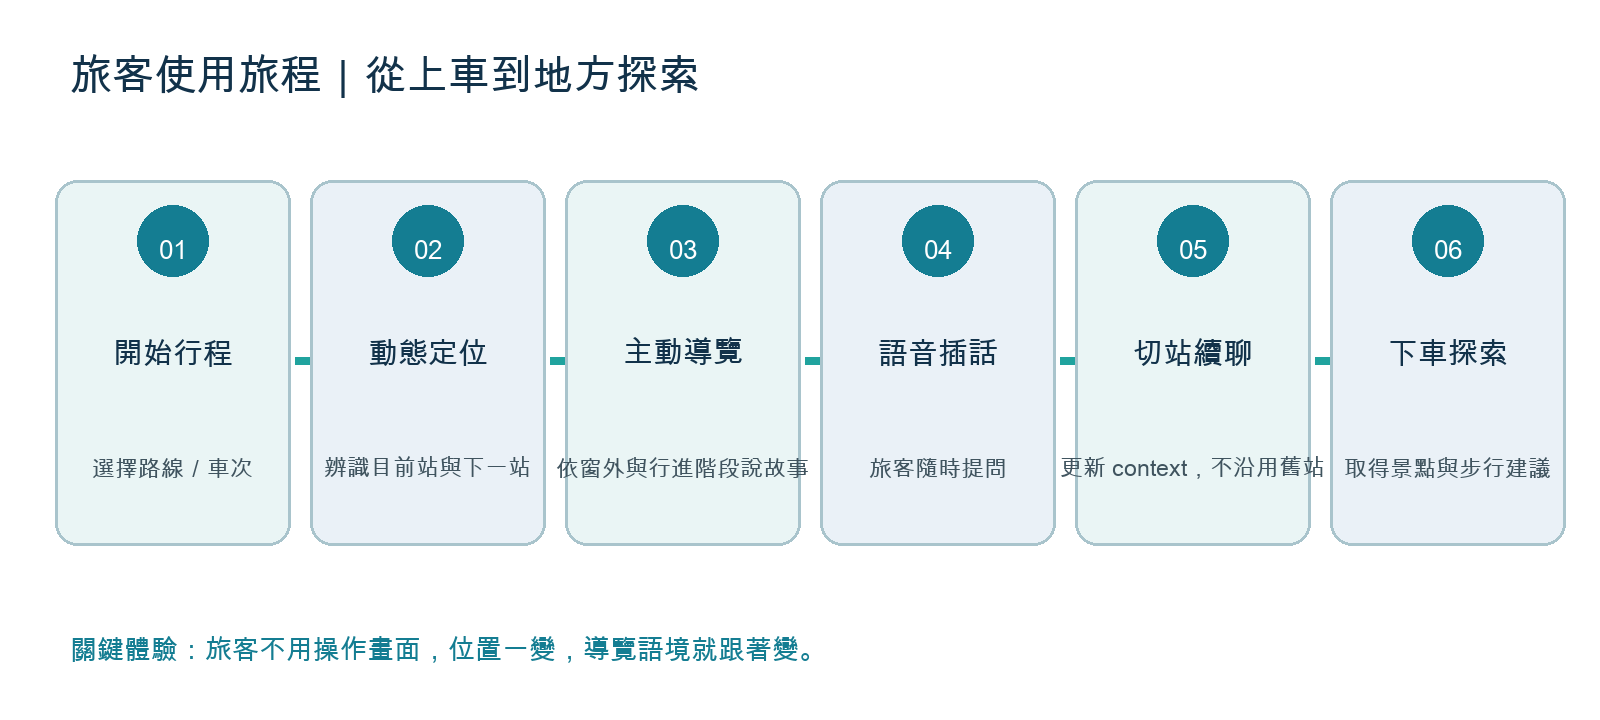 旅客使用旅程｜從上車到地方探索
01
開始行程
選擇路線 / 車次
02
動態定位
辨識目前站與下一站
03
主動導覽
依窗外與行進階段說故事
04
語音插話
旅客隨時提問
05
切站續聊
更新 context，不沿用舊站
06
下車探索
取得景點與步行建議
關鍵體驗：旅客不用操作畫面，位置一變，導覽語境就跟著變。